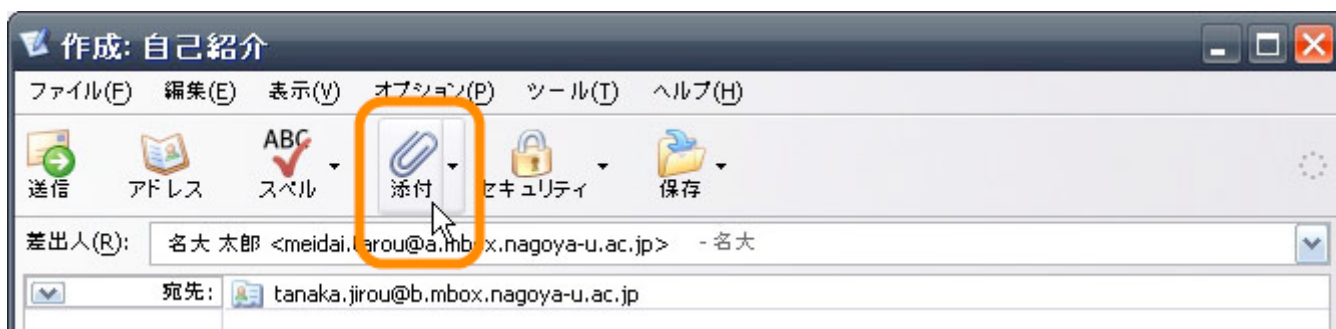 作成: 自己紹介
ファイル(F) 編集(E) 表示(V) オプション(P) ツール(T) ヘルプ(H)
ABC
送信 アドレス スペル 添付 セキュリティ 保存
差出人(R): 名大 太郎 <meidai.tarou@a.mbox.nagoya-u.ac.jp> - 名大
宛先: tanaka.jirou@b.mbox.nagoya-u.ac.jp